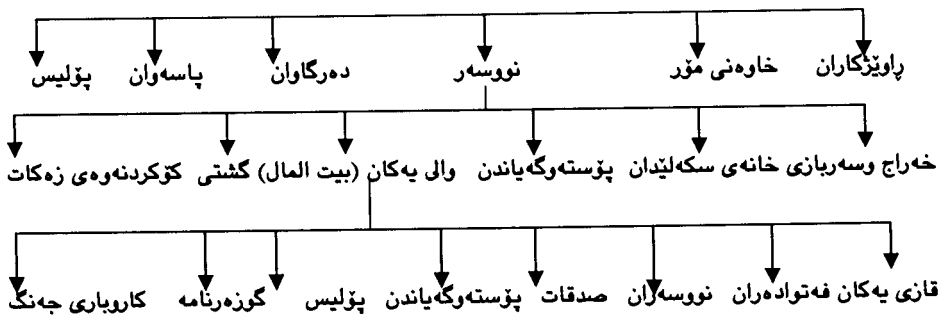 ڕاوێژکاران خاوەنی مۆر نووسەر دەرگاوان پاسەوان پۆلیس
خەراج وسەربازی خانەی سکەلێدان پۆستەوگەیاندن والی یەکان (بیت المال) گشتی کۆکردنەوەی زەکات
قازی یەکان فەتوادەران نووسەران صدقات پۆستەوگەیاندن پۆلیس گوزەرنامە کاروباری جەنگ